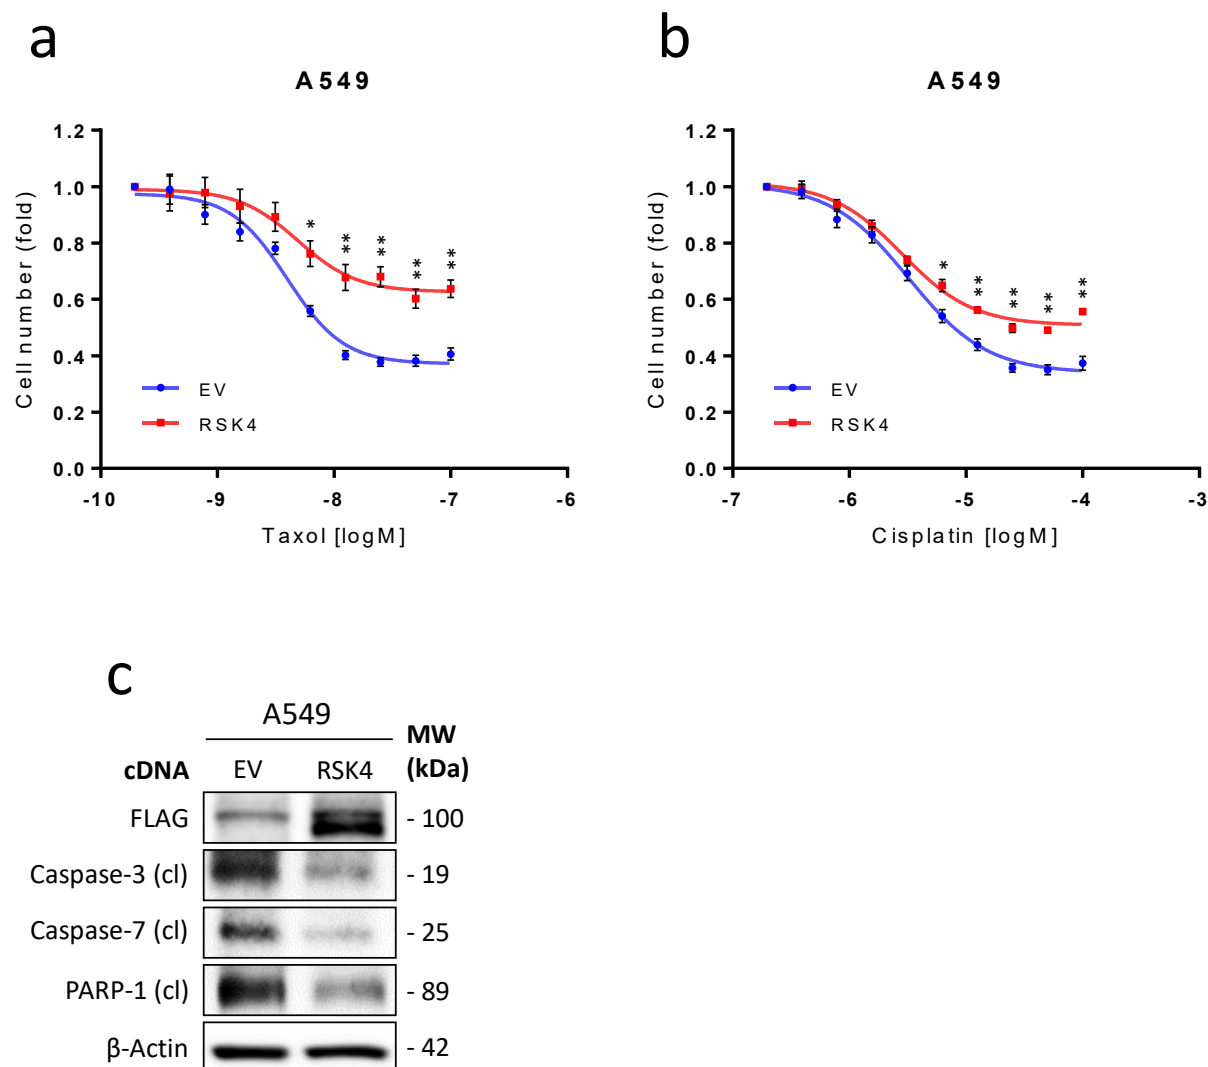 a
A549
1.2
1.0
0.8
0.6
0.4
0.2
0.0
Cell number (fold)
*
**
**
**
**
EV
RSK4
-10 -9 -8 -7 -6
Taxol [logM]
b
A549
1.2
1.0
0.8
0.6
0.4
0.2
0.0
Cell number (fold)
*
**
**
**
**
EV
RSK4
-7 -6 -5 -4 -3
Cisplatin [logM]
c
A549
MW
(kDa)
cDNA EV RSK4
FLAG - 100
Caspase-3 (cl) - 19
Caspase-7 (cl) - 25
PARP-1 (cl) - 89
β-Actin - 42